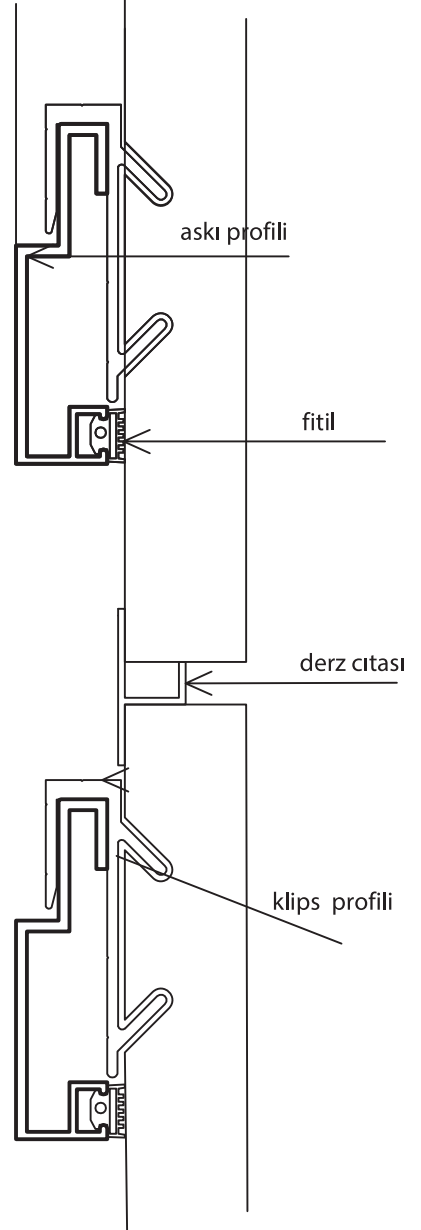 askı profili
fitil
derz cıtası
klips profili